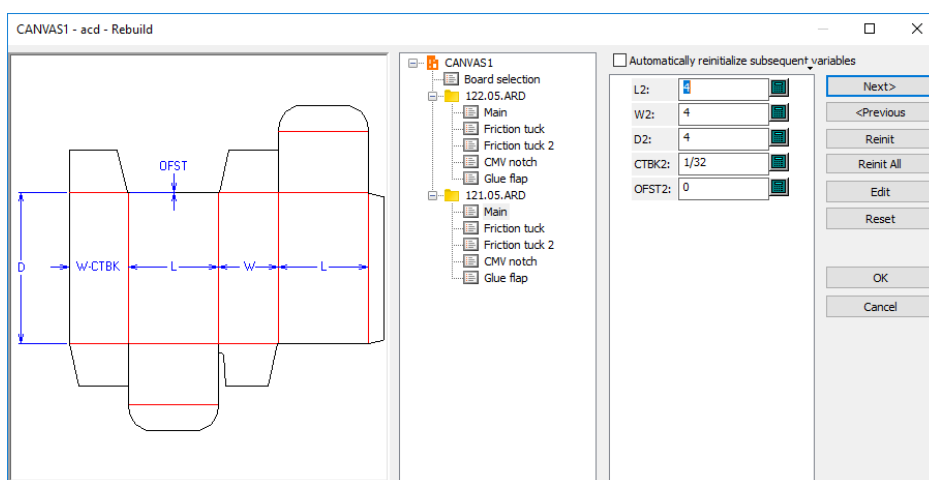 CANVAS1 - acd - Rebuild
OFST
D
W-CTBK
L
W
L
CANVAS1
Board selection
122.05.ARD
Main
Friction tuck
Friction tuck 2
CMV notch
Glue flap
121.05.ARD
Main
Friction tuck
Friction tuck 2
CMV notch
Glue flap
Automatically reinitialize subsequent variables
L2: 4
W2: 4
D2: 4
CTBK2: 1/32
OFST2: 0
Next>
<Previous
Reinit
Reinit All
Edit
Reset
OK
Cancel